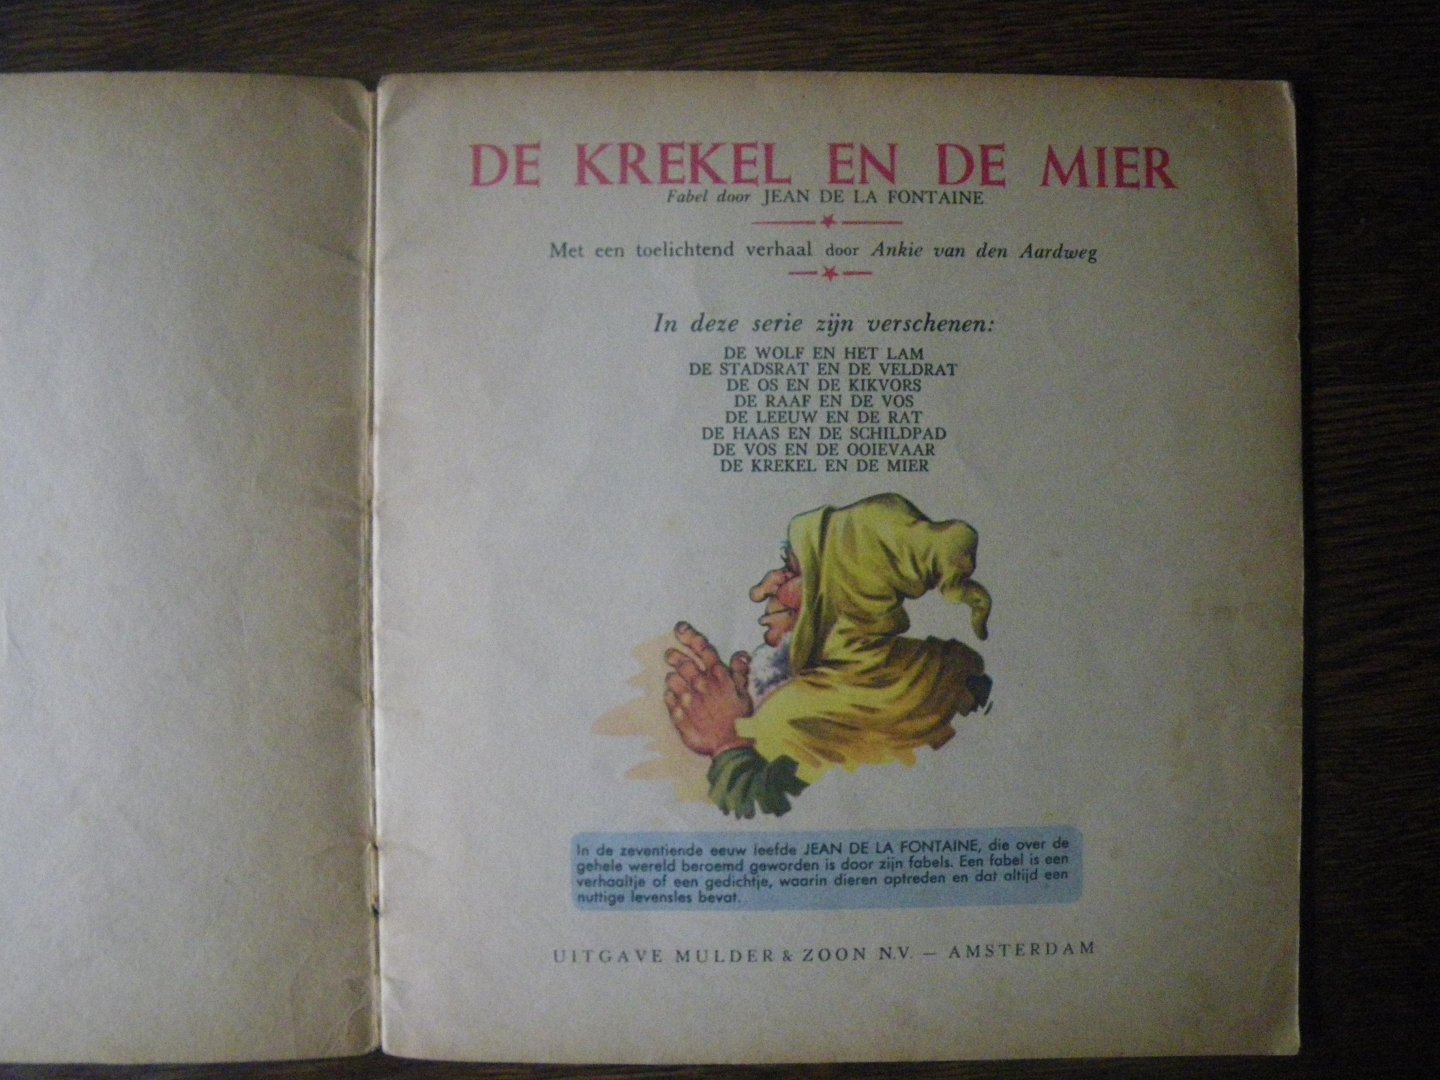 DE KREKEL EN DE MIER
Fabel door JEAN DE LA FONTAINE
Met een toelichtend verhaal door Ankie van den Aardweg
In deze serie zijn verschenen:
DE WOLF EN HET LAM
DE STADSRAT EN DE VELDRAT
DE OS EN DE KIKVORS
DE RAAF EN DE VOS
DE LEEUW EN DE RAT
DE HAAS EN DE SCHILDPAD
DE VOS EN DE OOIEVAAR
DE KREKEL EN DE MIER
In de zeventiende eeuw leefde JEAN DE LA FONTAINE, die over de
gehele wereld beroemd geworden is door zijn fabels. Een fabel is een
verhaaltje of een gedichtje, waarin dieren optreden en dat altijd een
nuttige levensles bevat.
UITGAVE MULDER & ZOON N.V. — AMSTERDAM